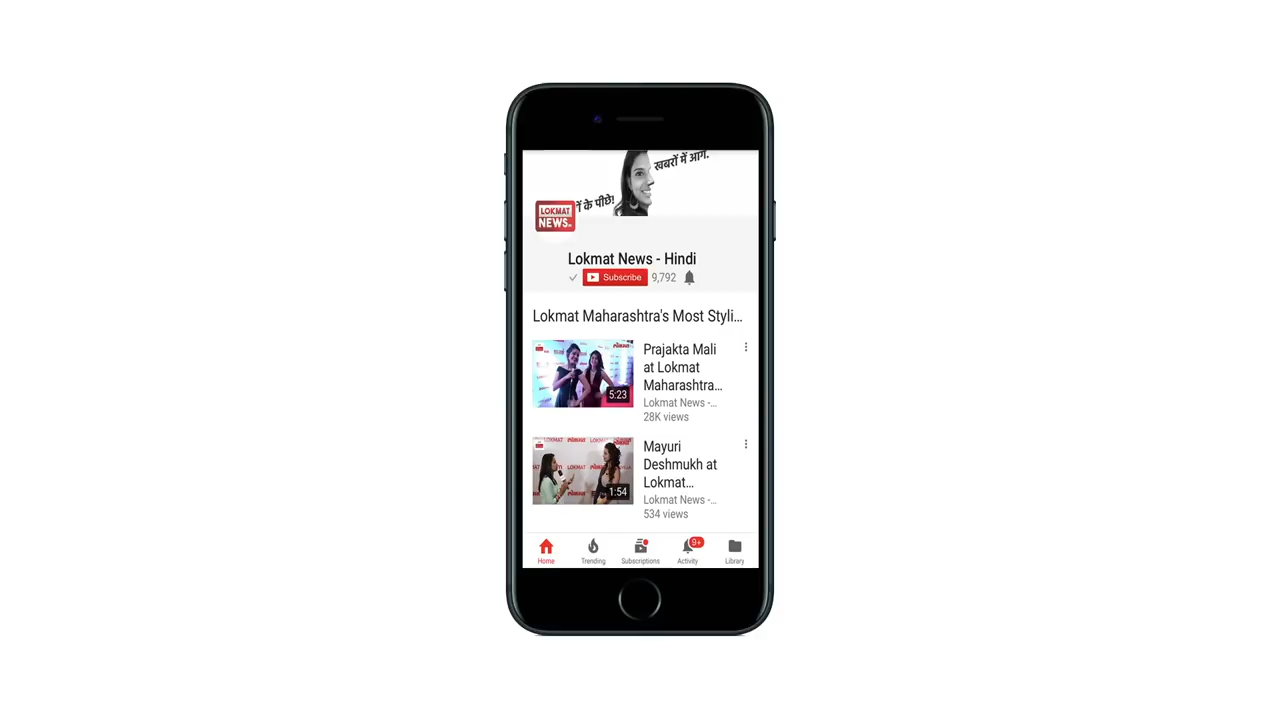 खबरों में आग.
ों के पीछे!
LOKMAT
NEWS
Lokmat News - Hindi
Subscribe 9,792
Lokmat Maharashtra's Most Styli...
Prajakta Mali
at Lokmat
Maharashtra...
Lokmat News -...
28K views
5:23
Mayuri
Deshmukh at
Lokmat...
Lokmat News -...
534 views
LOKMAT
1:54
9+
Home Trending Subscriptions Activity Library